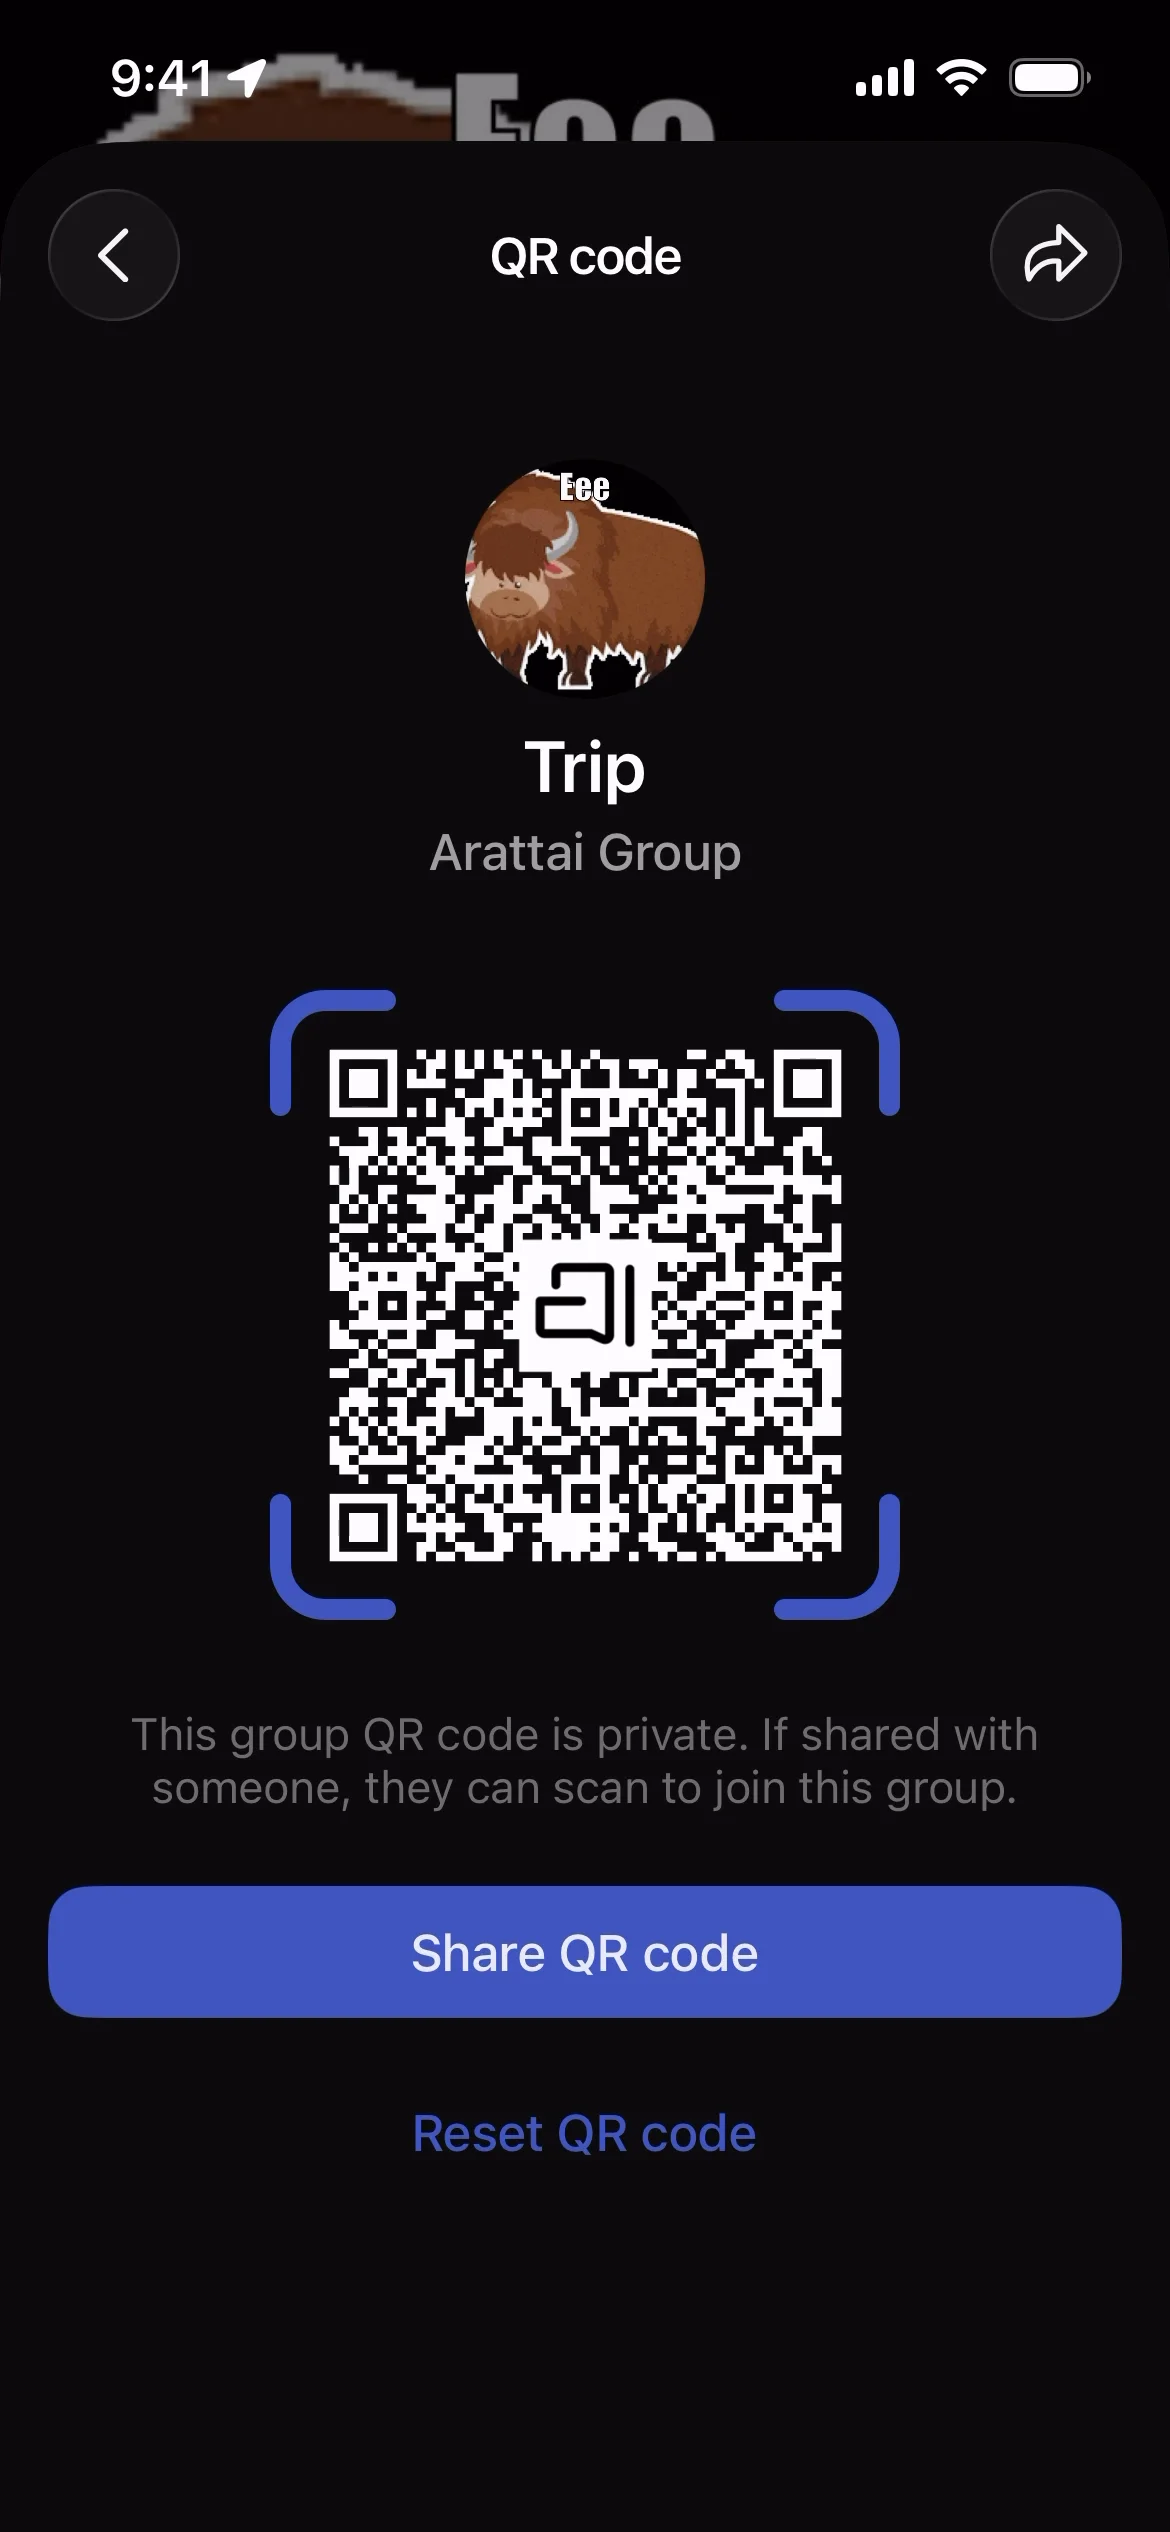 9:41
Eee
QR code
Eee
Trip
Arattai Group
This group QR code is private. If shared with
someone, they can scan to join this group.
Share QR code
Reset QR code